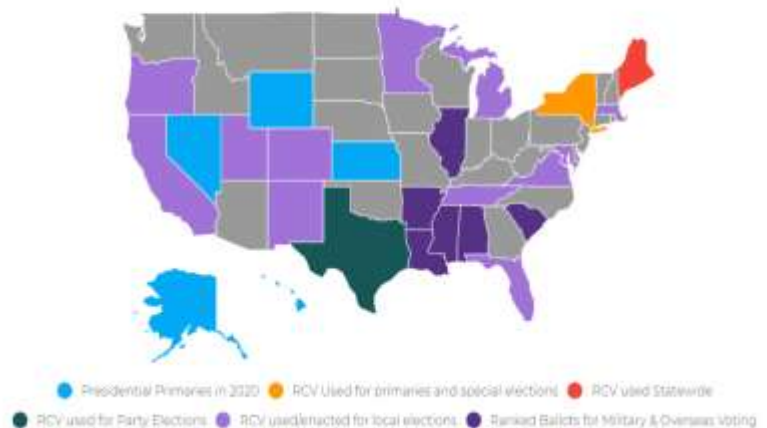 Presidential Primaries in 2020 RCV Used for primaries and special elections RCV used Statewide
RCV used for Party Elections RCV used/enacted for local elections Ranked Ballots for Military & Overseas Voting